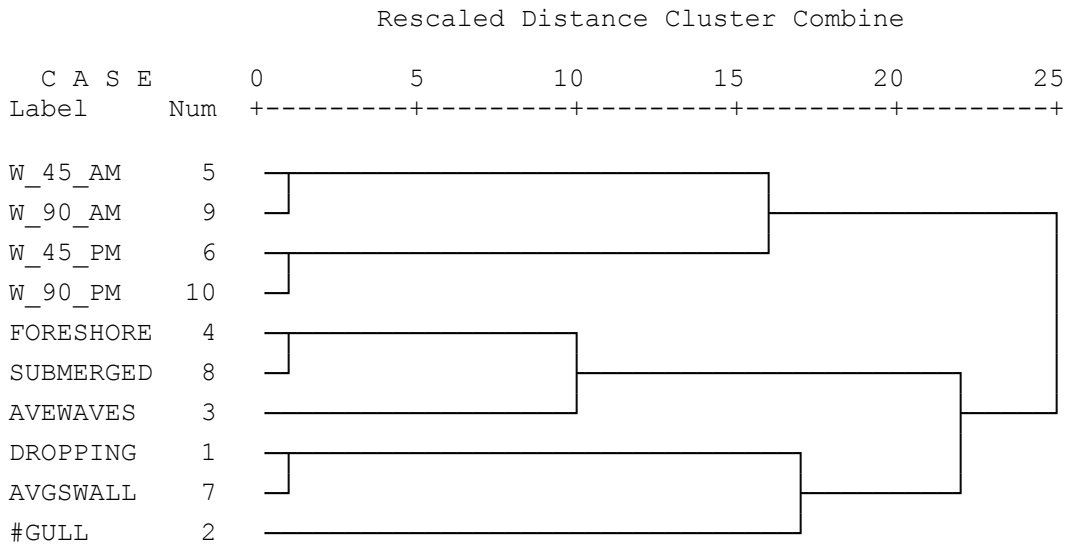 Rescaled Distance Cluster Combine
C A S E 0 5 10 15 20 25
Label Num +---------+---------+---------+---------+---------+
W_45_AM 5
W_90_AM 9
W_45_PM 6
W_90_PM 10
FORESHORE 4
SUBMERGED 8
AVEWAVES 3
DROPPING 1
AVGSWALL 7
#GULL 2